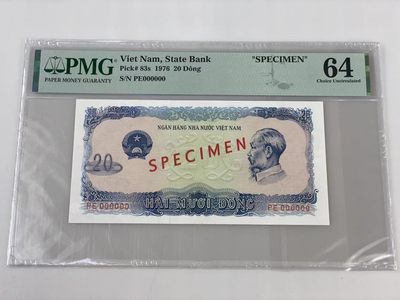 PMG
PAPER MONEY GUARANTY
Viet Nam, State Bank
Pick# 83s 1976 20 Dông
S/N PE000000
"SPECIMEN"
64
Choice Uncirculated
NGÂN HÀNG NHÀ NƯỚC VIỆT NAM
SPECIMEN
20
PE 000000
HAI MƯƠI ĐỒNG
PE 000000